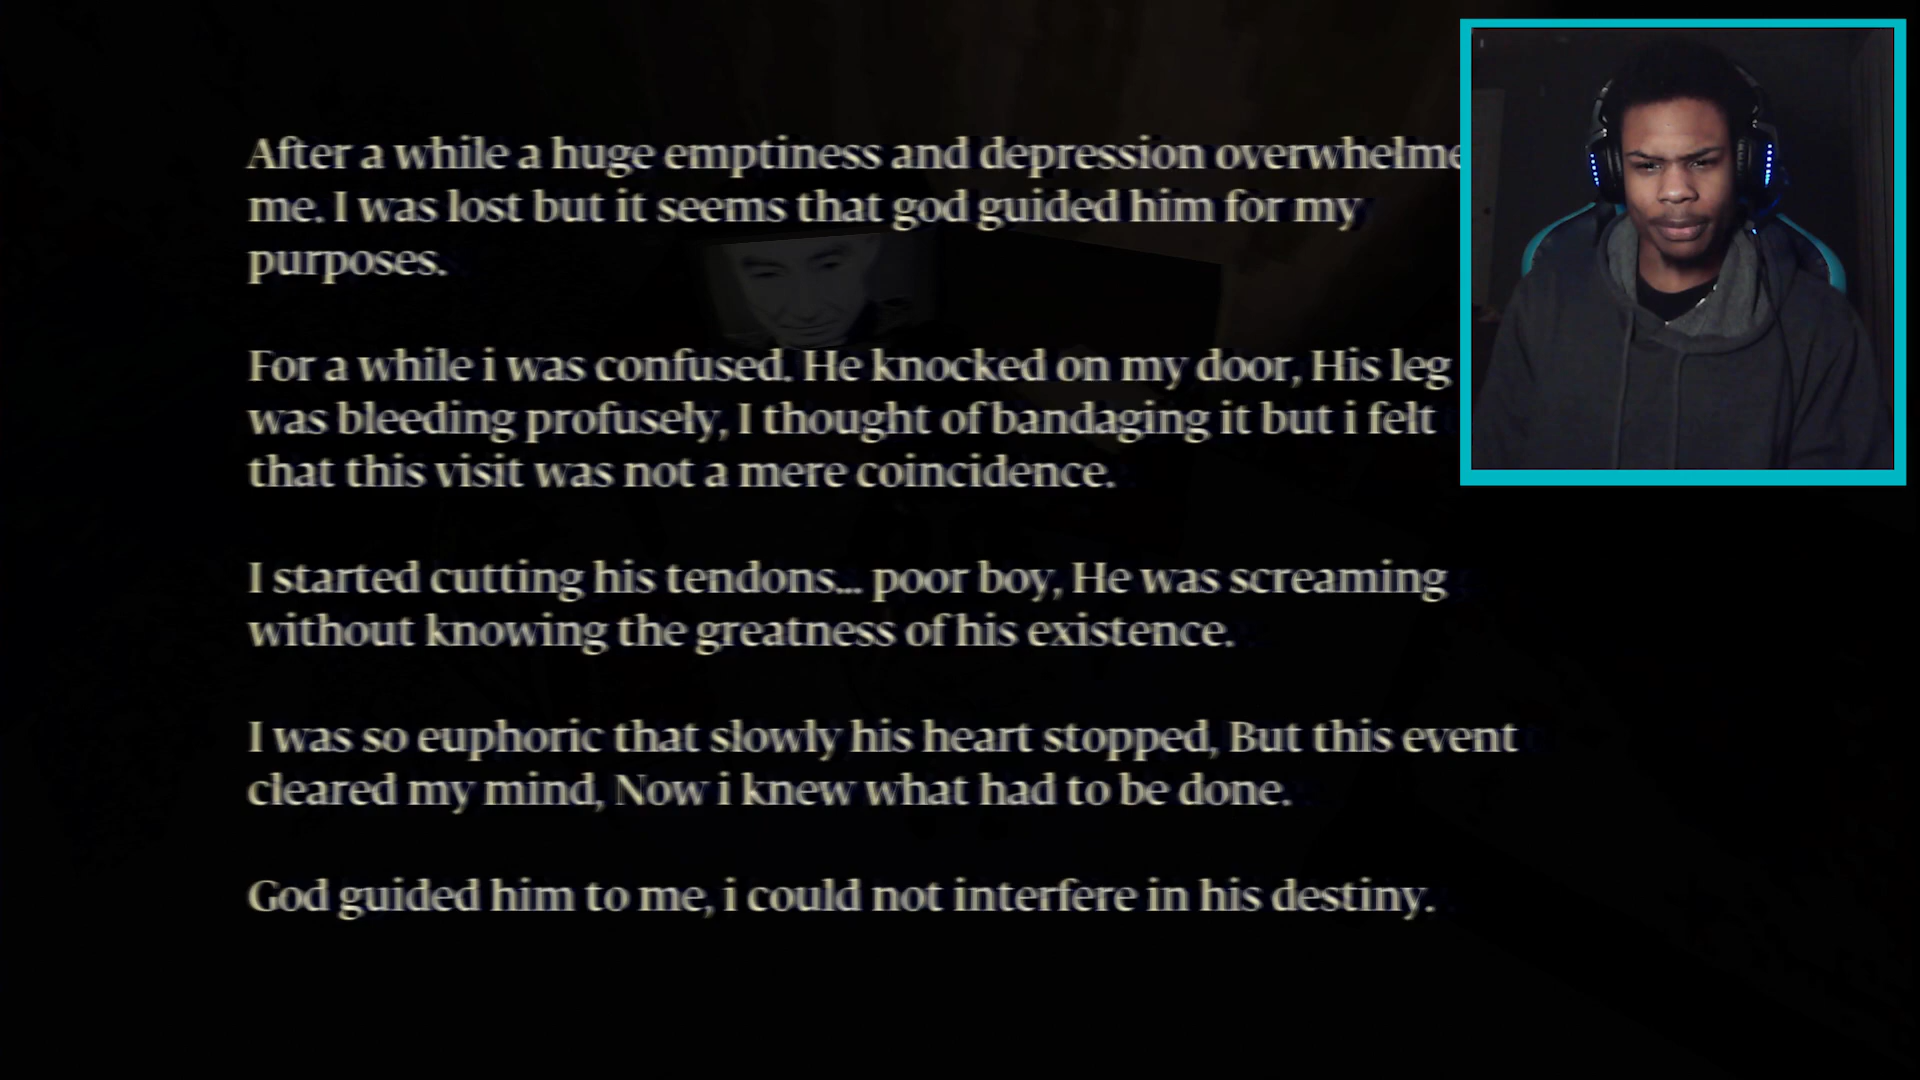 After a while a huge emptiness and depression overwhelme
me. I was lost but it seems that god guided him for my
purposes.
For a while i was confused. He knocked on my door, His leg
was bleeding profusely, I thought of bandaging it but i felt
that this visit was not a mere coincidence.
I started cutting his tendons... poor boy, He was screaming
without knowing the greatness of his existence.
I was so euphoric that slowly his heart stopped, But this event
cleared my mind, Now i knew what had to be done.
God guided him to me, i could not interfere in his destiny.